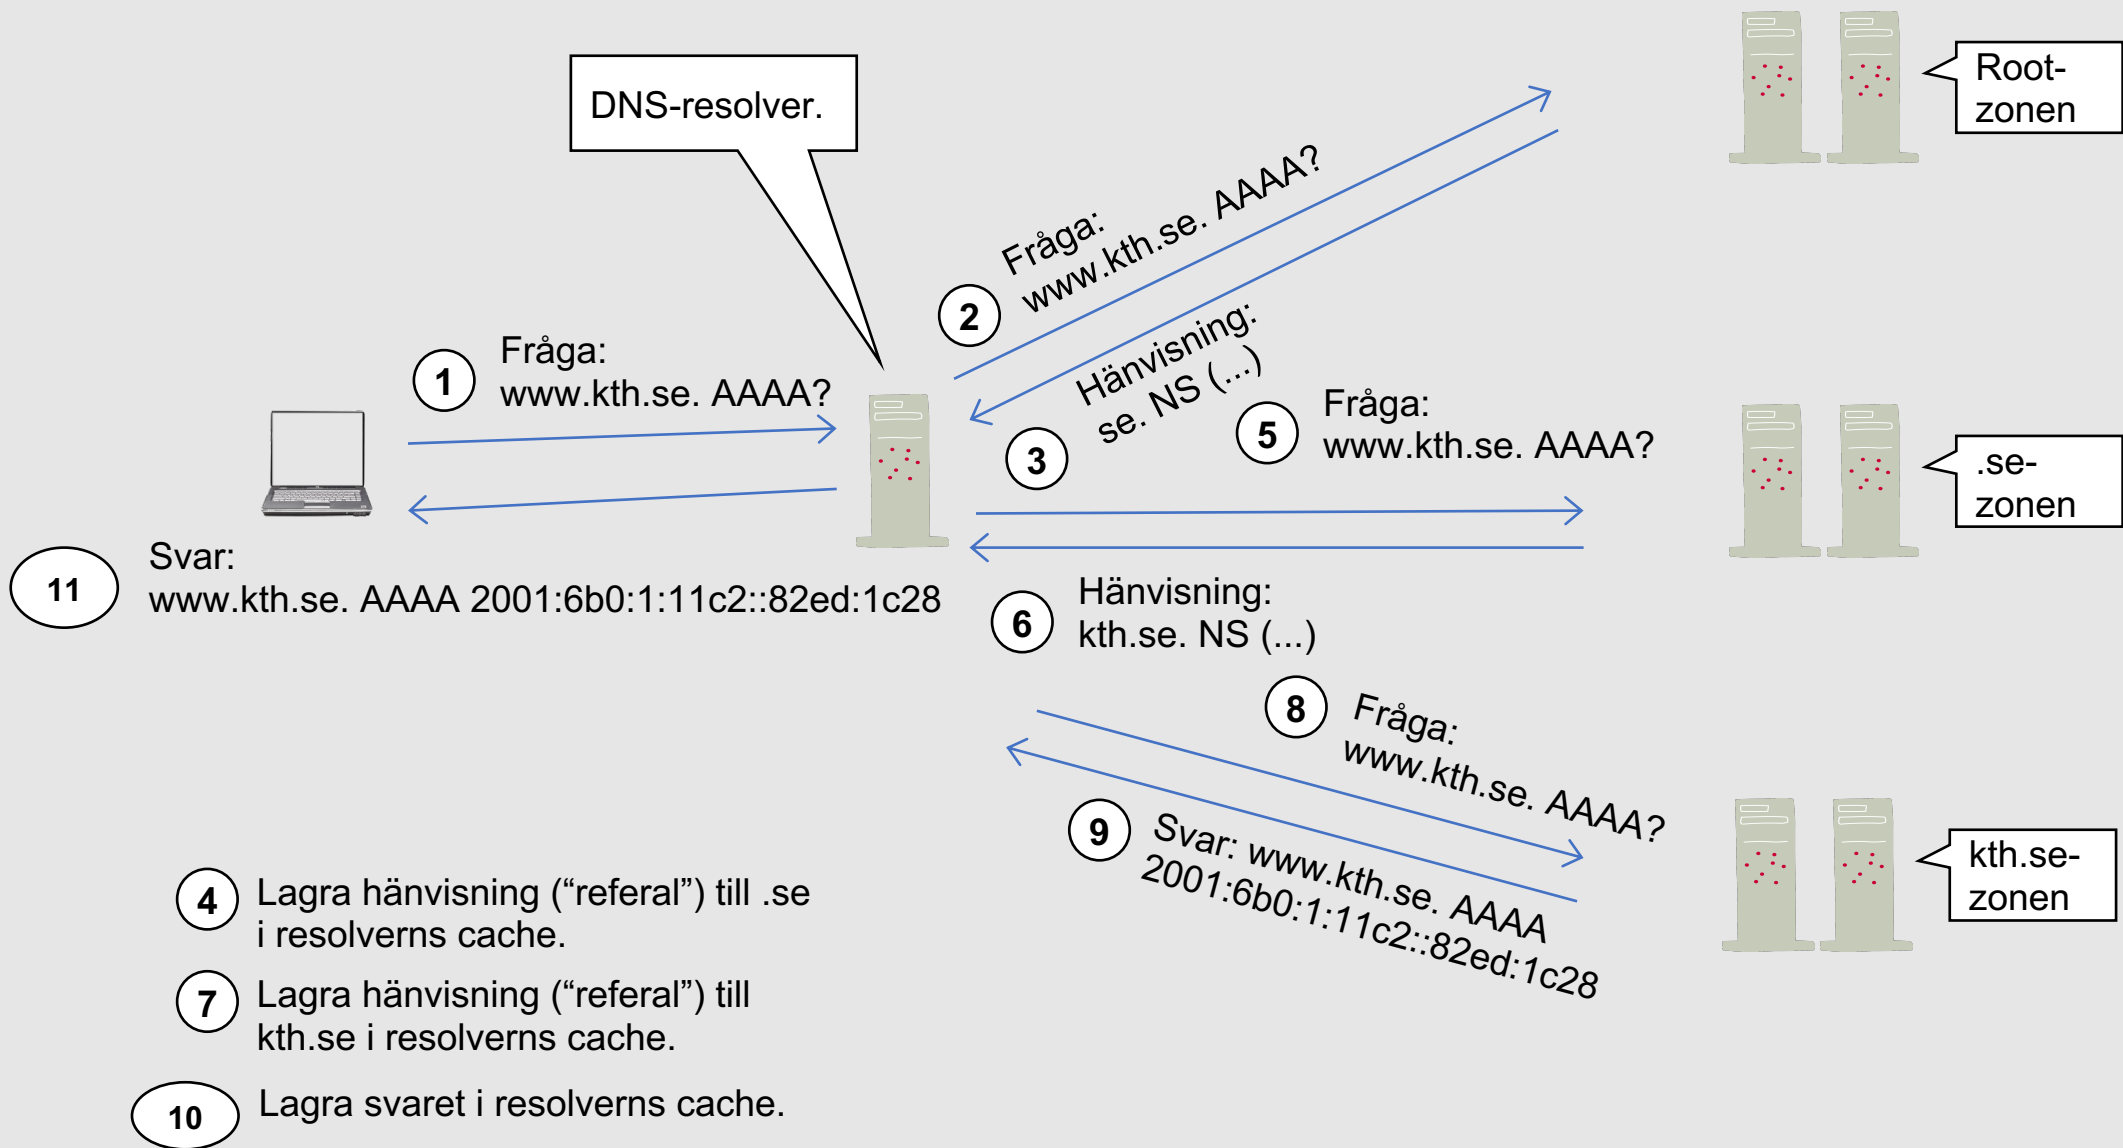 DNS-resolver.
Root-
zonen
1
Fråga:
www.kth.se. AAAA?
2
Fråga:
www.kth.se. AAAA?
3
Hänvisning:
se. NS (...)
5
Fråga:
www.kth.se. AAAA?
.se-
zonen
6
Hänvisning:
kth.se. NS (...)
11
Svar:
www.kth.se. AAAA 2001:6b0:1:11c2::82ed:1c28
8
Fråga:
www.kth.se. AAAA?
9
Svar: www.kth.se. AAAA
2001:6b0:1:11c2::82ed:1c28
kth.se-
zonen
4
Lagra hänvisning (“referal”) till .se
i resolverns cache.
7
Lagra hänvisning (“referal”) till
kth.se i resolverns cache.
10
Lagra svaret i resolverns cache.